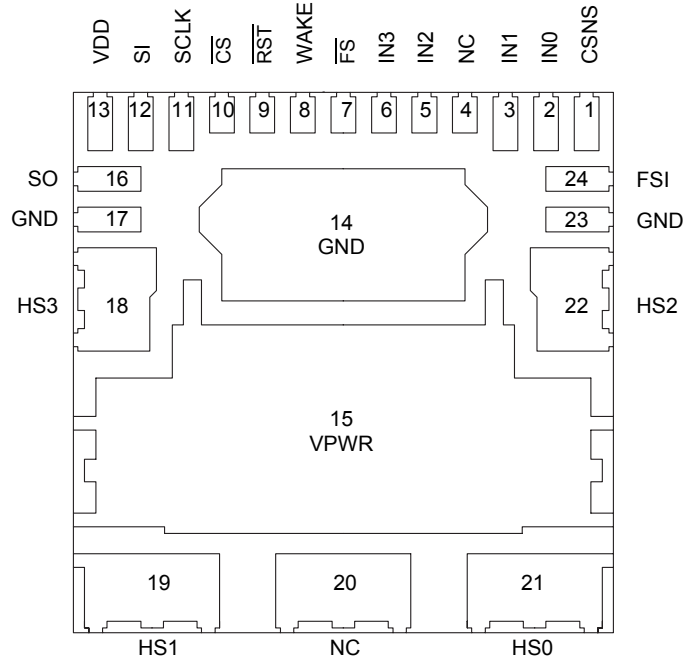 VDD SI SCLK CS RST WAKE FS IN3 IN2 NC IN1 IN0 CSNS
13 12 11 10 9 8 7 6 5 4 3 2 1
SO 16 24 FSI
GND 17 23 GND
14
GND
HS3 18 22 HS2
15
VPWR
19 20 21
HS1 NC HS0